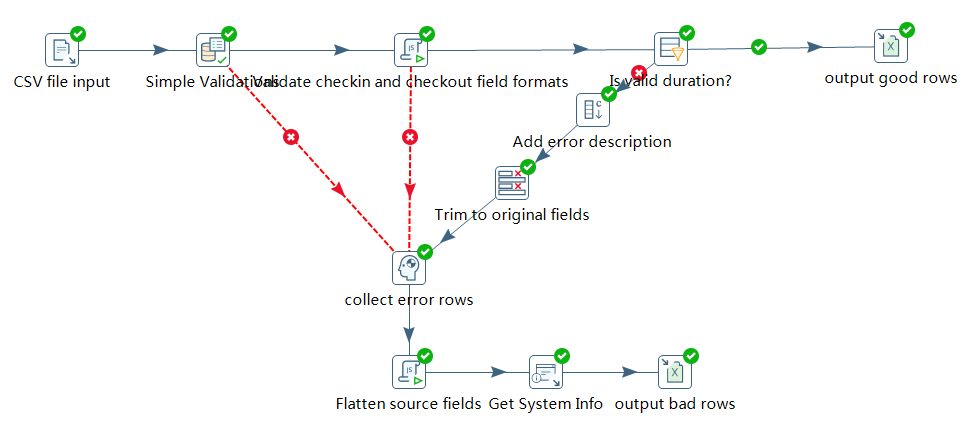 CSV file input
Simple Validations
Validate checkin and checkout field formats
Is valid duration?
output good rows
Add error description
Trim to original fields
collect error rows
Flatten source fields
Get System Info
output bad rows